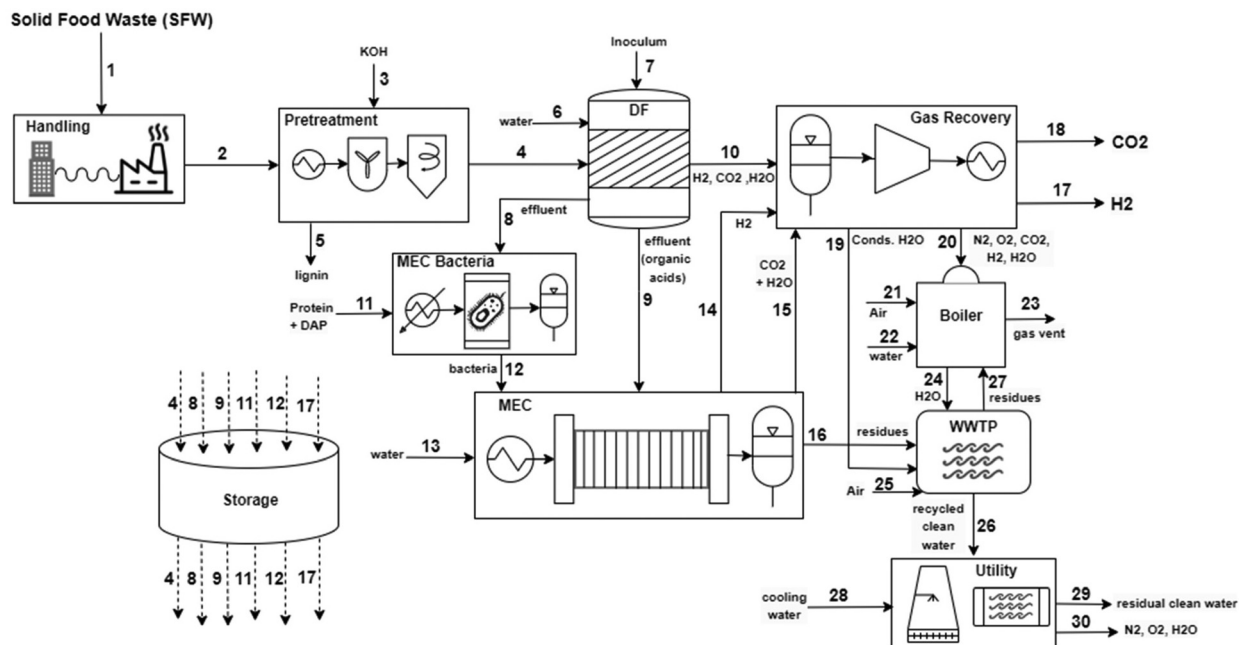 Solid Food Waste (SFW)
1
Handling
2
KOH
3
Pretreatment
4
5
lignin
Inoculum
7
6
water
DF
10
H2, CO2 ,H2O
Gas Recovery
18
CO2
17
H2
8
effluent
effluent
(organic
acids)
9
H2
14
CO2
+ H2O
15
19
Conds. H2O
20
N2, O2, CO2,
H2, H2O
MEC Bacteria
Protein
+ DAP
11
bacteria
12
21
Air
22
water
Boiler
23
gas vent
24
H2O
27
residues
MEC
water
13
16
residues
WWTP
Air
25
recycled
clean
water
26
4
8
9
11
12
17
Storage
4
8
9
11
12
17
Utility
cooling
water
28
29
residual clean water
30
N2, O2, H2O